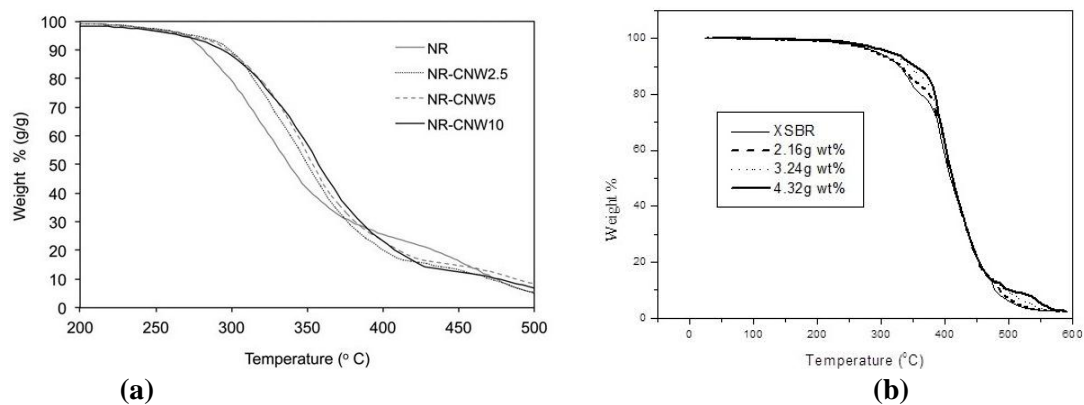 100
90
80
70
60
50
40
30
20
10
0
Weight % (g/g)
200 250 300 350 400 450 500
Temperature (° C)
NR
NR-CNW2.5
NR-CNW5
NR-CNW10
(a)
100
80
60
40
20
0
Weight %
0 100 200 300 400 500 600
Temperature (⁰C)
XSBR
2.16g wt%
3.24g wt%
4.32g wt%
(b)